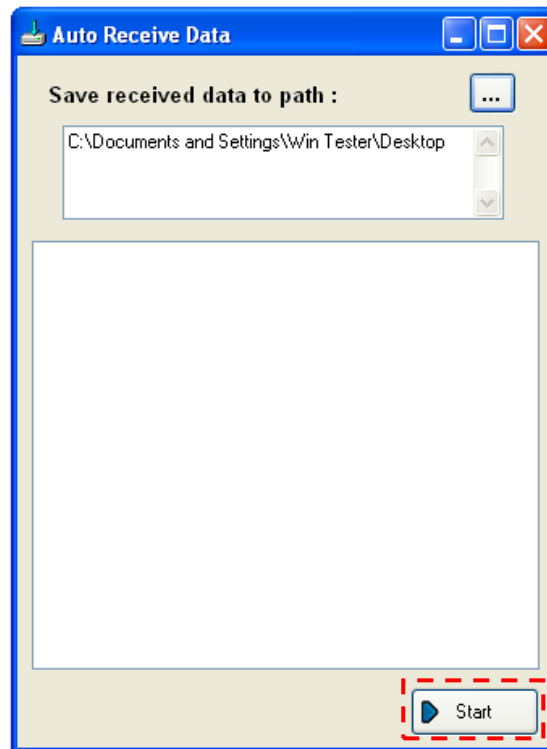 Auto Receive Data
Save received data to path :
...
C:\Documents and Settings\Win Tester\Desktop
Start